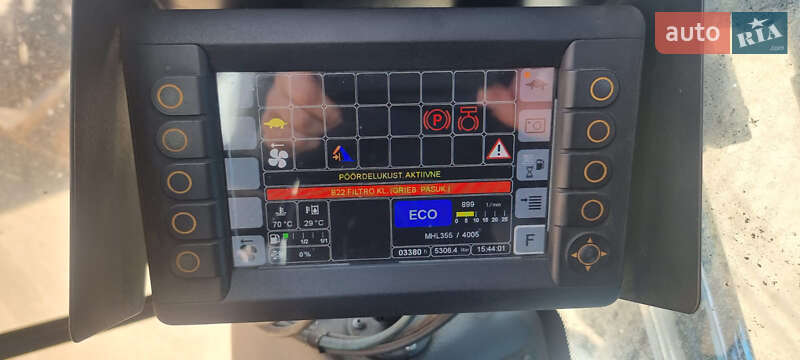 auto RIA
.com
P
PÖÖRDELUKUST. AKTIIVNE
822 FILTRO KL. (GRIEB. PASUK.)
70 °C 29 °C
ECO
899 1/min
0 5 10 15 20 25
1/2 1/1
0 %
MHL355 / 4005
03380 h 5306.4 15:44:01
F